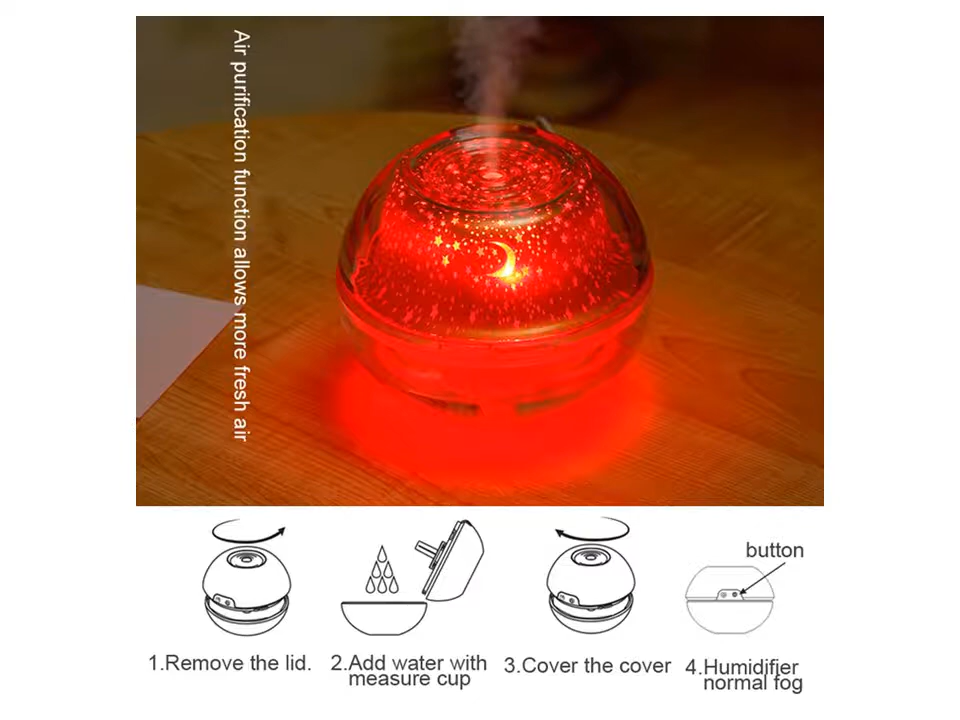 Air purification function allows more fresh air
button
1.Remove the lid.
2.Add water with
measure cup
3.Cover the cover
4.Humidifier
normal fog